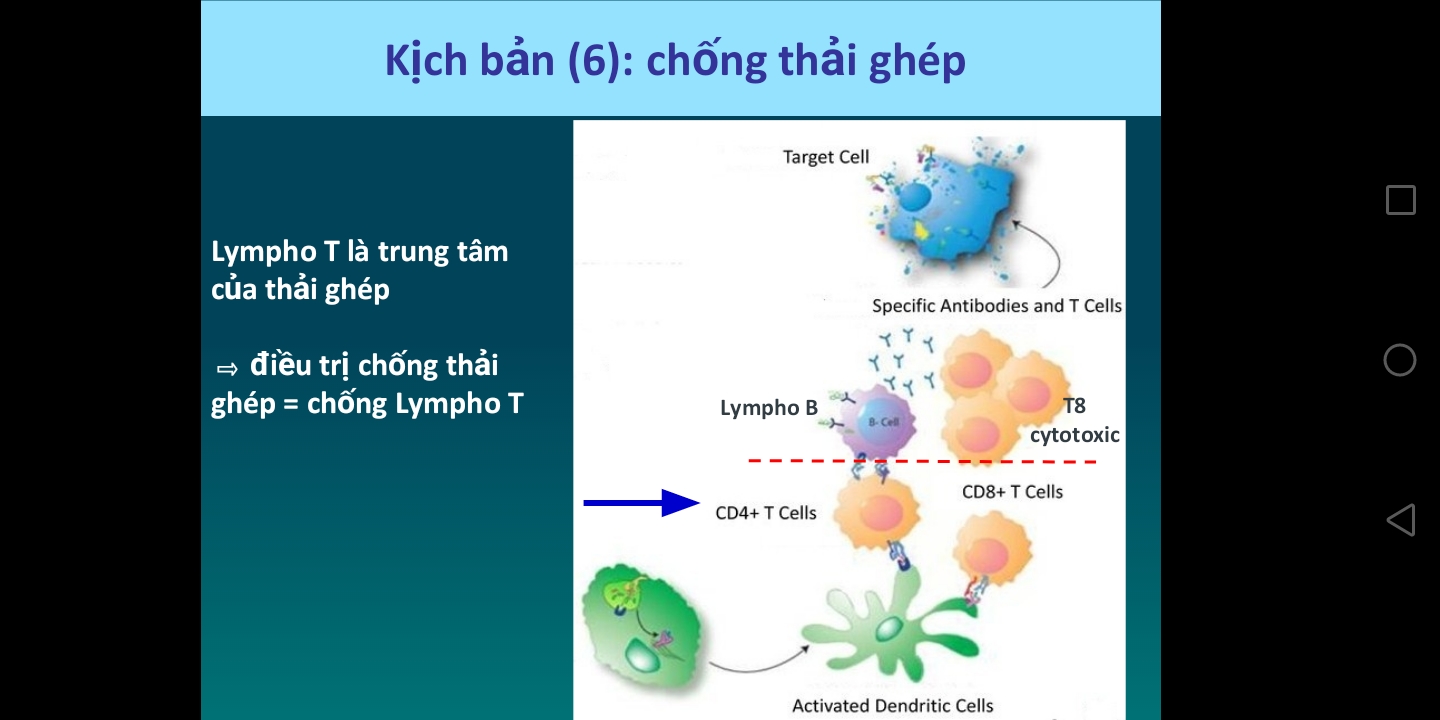 Kịch bản (6): chống thải ghép
Lympho T là trung tâm
của thải ghép
⇨ điều trị chống thải
ghép = chống Lympho T
Target Cell
Specific Antibodies and T Cells
Lympho B
B- Cell
T8
cytotoxic
CD8+ T Cells
CD4+ T Cells
Activated Dendritic Cells